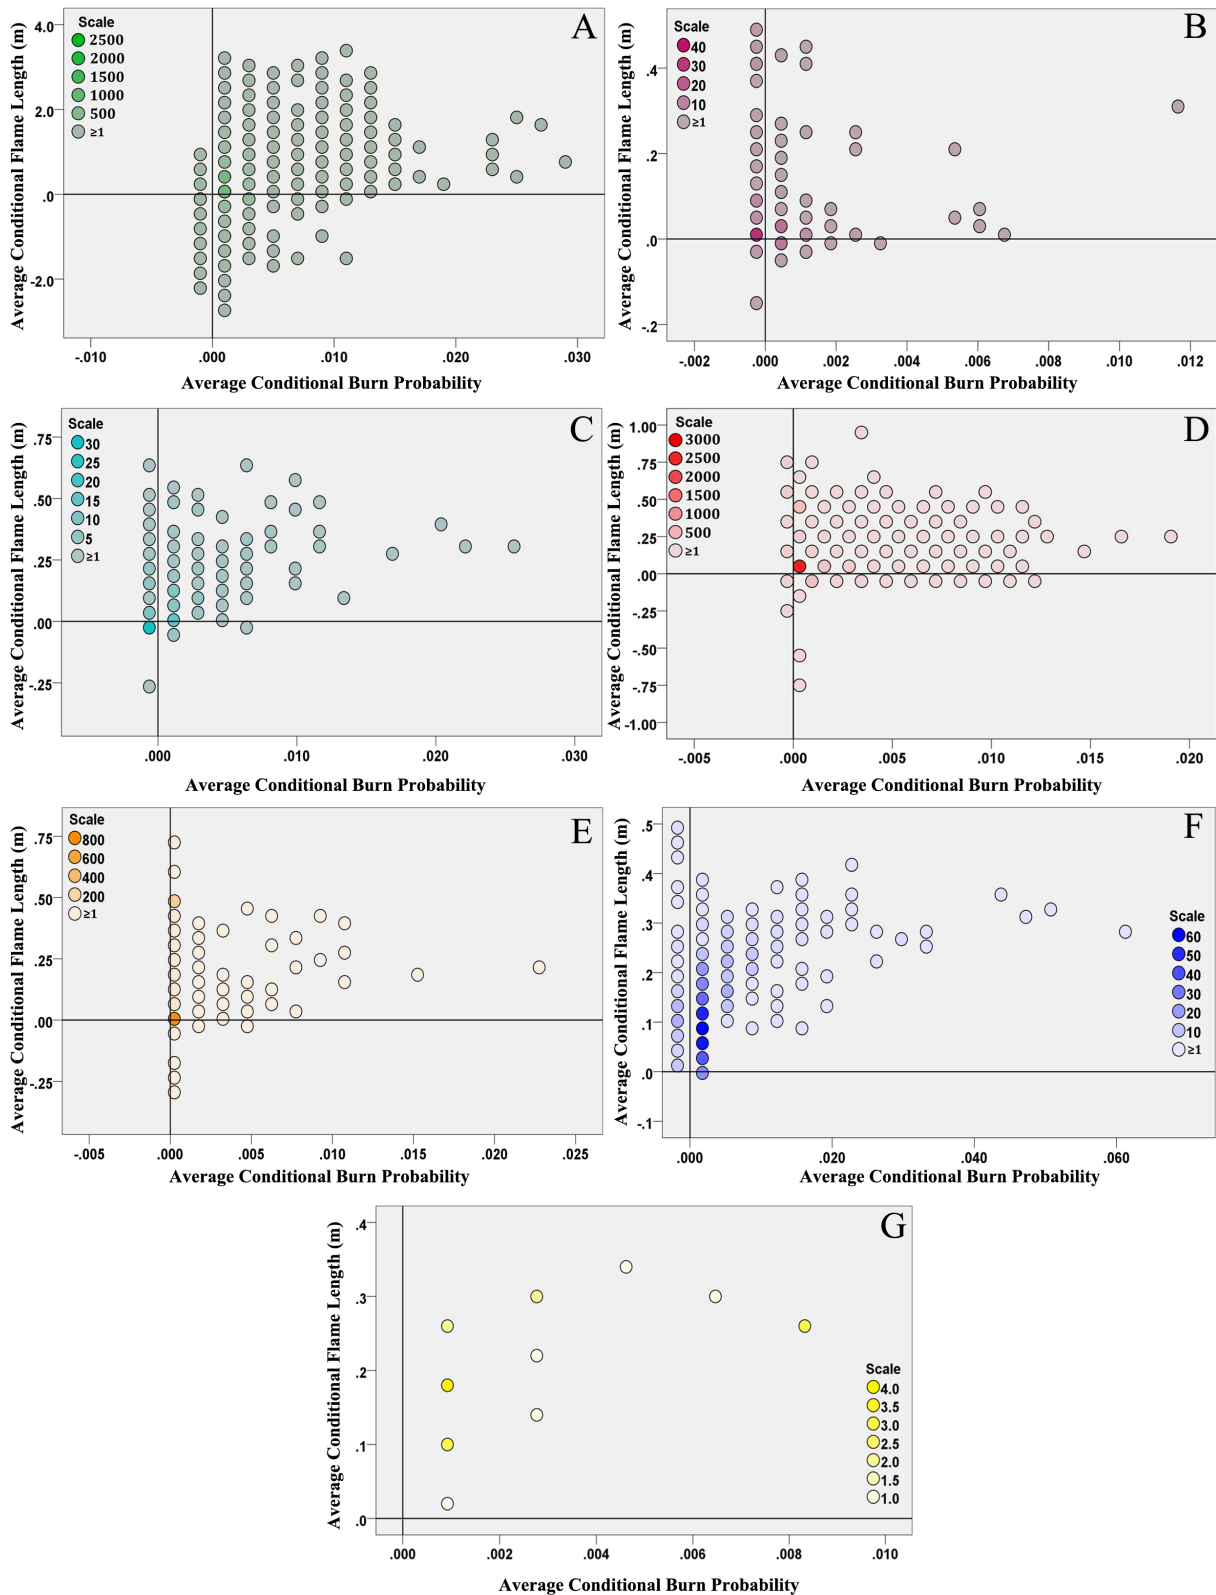 A
Scale
2500
2000
1500
1000
500
≥1
4.0
2.0
.0
-2.0
Average Conditional Flame Length (m)
-.010 .000 .010 .020 .030
Average Conditional Burn Probability
B
Scale
40
30
20
10
≥1
.4
.2
.0
-.2
Average Conditional Flame Length (m)
-.002 .000 .002 .004 .006 .008 .010 .012
Average Conditional Burn Probability
C
Scale
30
25
20
15
10
5
≥1
.75
.50
.25
.00
-.25
Average Conditional Flame Length (m)
.000 .010 .020 .030
Average Conditional Burn Probability
D
Scale
3000
2500
2000
1500
1000
500
≥1
1.00
.75
.50
.25
.00
-.25
-.50
-.75
-1.00
Average Conditional Flame Length (m)
-.005 .000 .005 .010 .015 .020
Average Conditional Burn Probability
E
Scale
800
600
400
200
≥1
.75
.50
.25
.00
-.25
Average Conditional Flame Length (m)
-.005 .000 .005 .010 .015 .020 .025
Average Conditional Burn Probability
F
Scale
60
50
40
30
20
10
≥1
.5
.4
.3
.2
.1
.0
-.1
Average Conditional Flame Length (m)
.000 .020 .040 .060
Average Conditional Burn Probability
G
Scale
4.0
3.5
3.0
2.5
2.0
1.5
1.0
.4
.3
.2
.1
.0
Average Conditional Flame Length (m)
.000 .002 .004 .006 .008 .010
Average Conditional Burn Probability